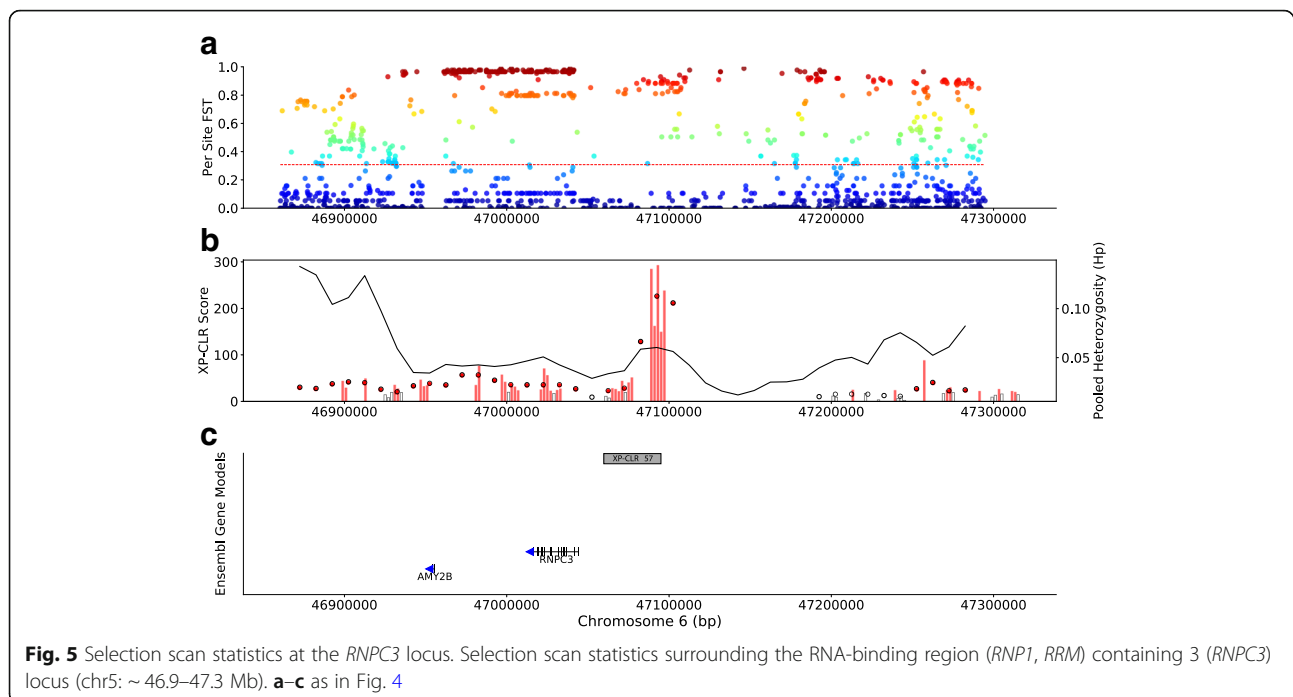 a
Per Site FST
1.0
0.8
0.6
0.4
0.2
0.0
46900000 47000000 47100000 47200000 47300000
b
XP-CLR Score
300
200
100
0
0.10
0.05
Pooled Heterozygosity (Hp)
46900000 47000000 47100000 47200000 47300000
c
Ensembl Gene Models
XP-CLR 57
RNPC3
AMY2B
46900000 47000000 47100000 47200000 47300000
Chromosome 6 (bp)
Fig. 5 Selection scan statistics at the RNPC3 locus. Selection scan statistics surrounding the RNA-binding region (RNP1, RRM) containing 3 (RNPC3)
locus (chr5: ~ 46.9–47.3 Mb). a–c as in Fig. 4